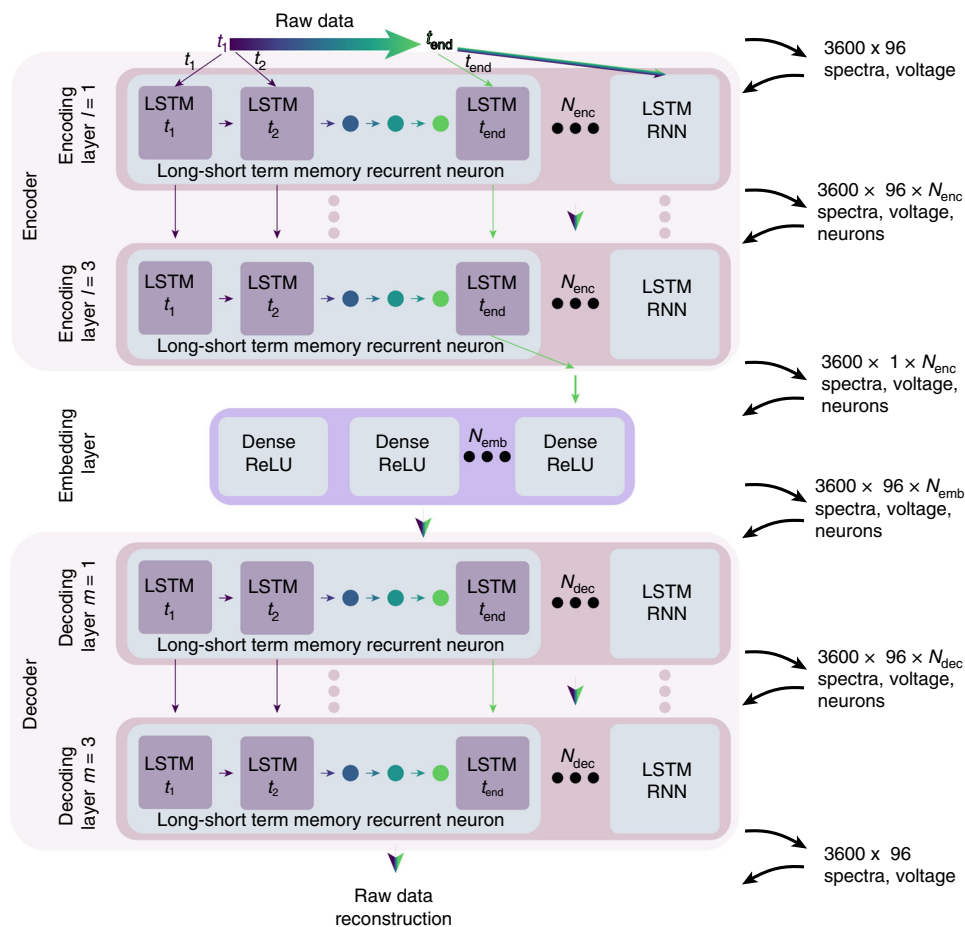 Raw data
t1
tend
t1
t2
tend
3600 x 96
spectra, voltage
Encoder
Encoding
layer l = 1
LSTM
t1
LSTM
t2
LSTM
tend
Nenc
LSTM
RNN
Long-short term memory recurrent neuron
3600 × 96 × Nenc
spectra, voltage,
neurons
Encoding
layer l = 3
LSTM
t1
LSTM
t2
LSTM
tend
Nenc
LSTM
RNN
Long-short term memory recurrent neuron
3600 × 1 × Nenc
spectra, voltage,
neurons
Embedding
layer
Dense
ReLU
Dense
ReLU
Nemb
Dense
ReLU
3600 × 96 × Nemb
spectra, voltage,
neurons
Decoder
Decoding
layer m = 1
LSTM
t1
LSTM
t2
LSTM
tend
Ndec
LSTM
RNN
Long-short term memory recurrent neuron
3600 × 96 × Ndec
spectra, voltage,
neurons
Decoding
layer m = 3
LSTM
t1
LSTM
t2
LSTM
tend
Ndec
LSTM
RNN
Long-short term memory recurrent neuron
3600 x 96
spectra, voltage
Raw data
reconstruction